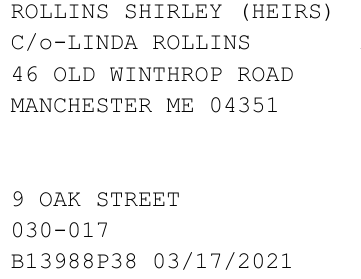 ROLLINS SHIRLEY (HEIRS)
C/o-LINDA ROLLINS
46 OLD WINTHROP ROAD
MANCHESTER ME 04351
9 OAK STREET
030-017
B13988P38 03/17/2021